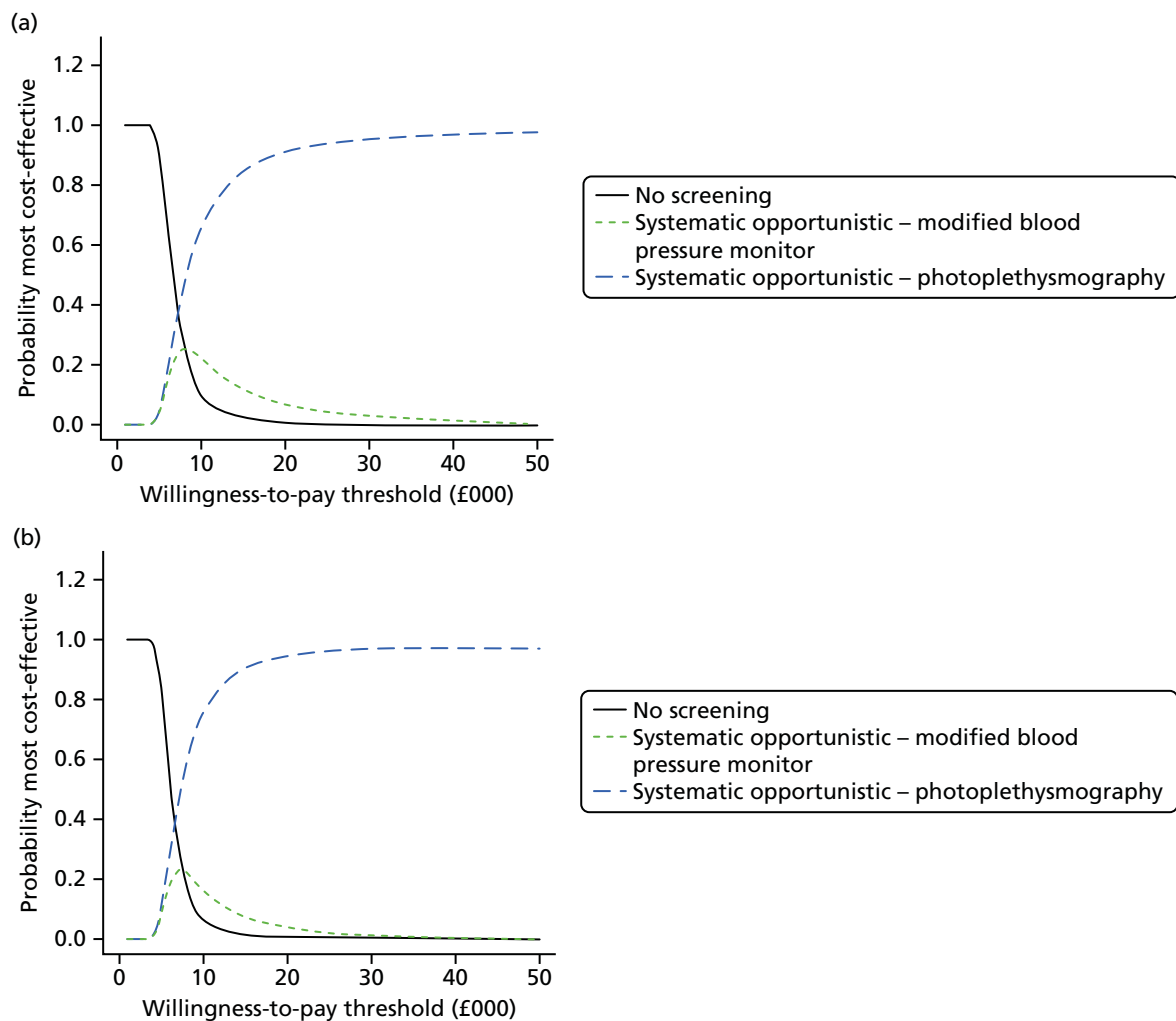 (a)
1.2
1.0
0.8
0.6
0.4
0.2
0.0
Probability most cost-effective
0 10 20 30 40 50
Willingness-to-pay threshold (£000)
No screening
Systematic opportunistic – modified blood
pressure monitor
Systematic opportunistic – photoplethysmography
(b)
1.2
1.0
0.8
0.6
0.4
0.2
0.0
Probability most cost-effective
0 10 20 30 40 50
Willingness-to-pay threshold (£000)
No screening
Systematic opportunistic – modified blood
pressure monitor
Systematic opportunistic – photoplethysmography